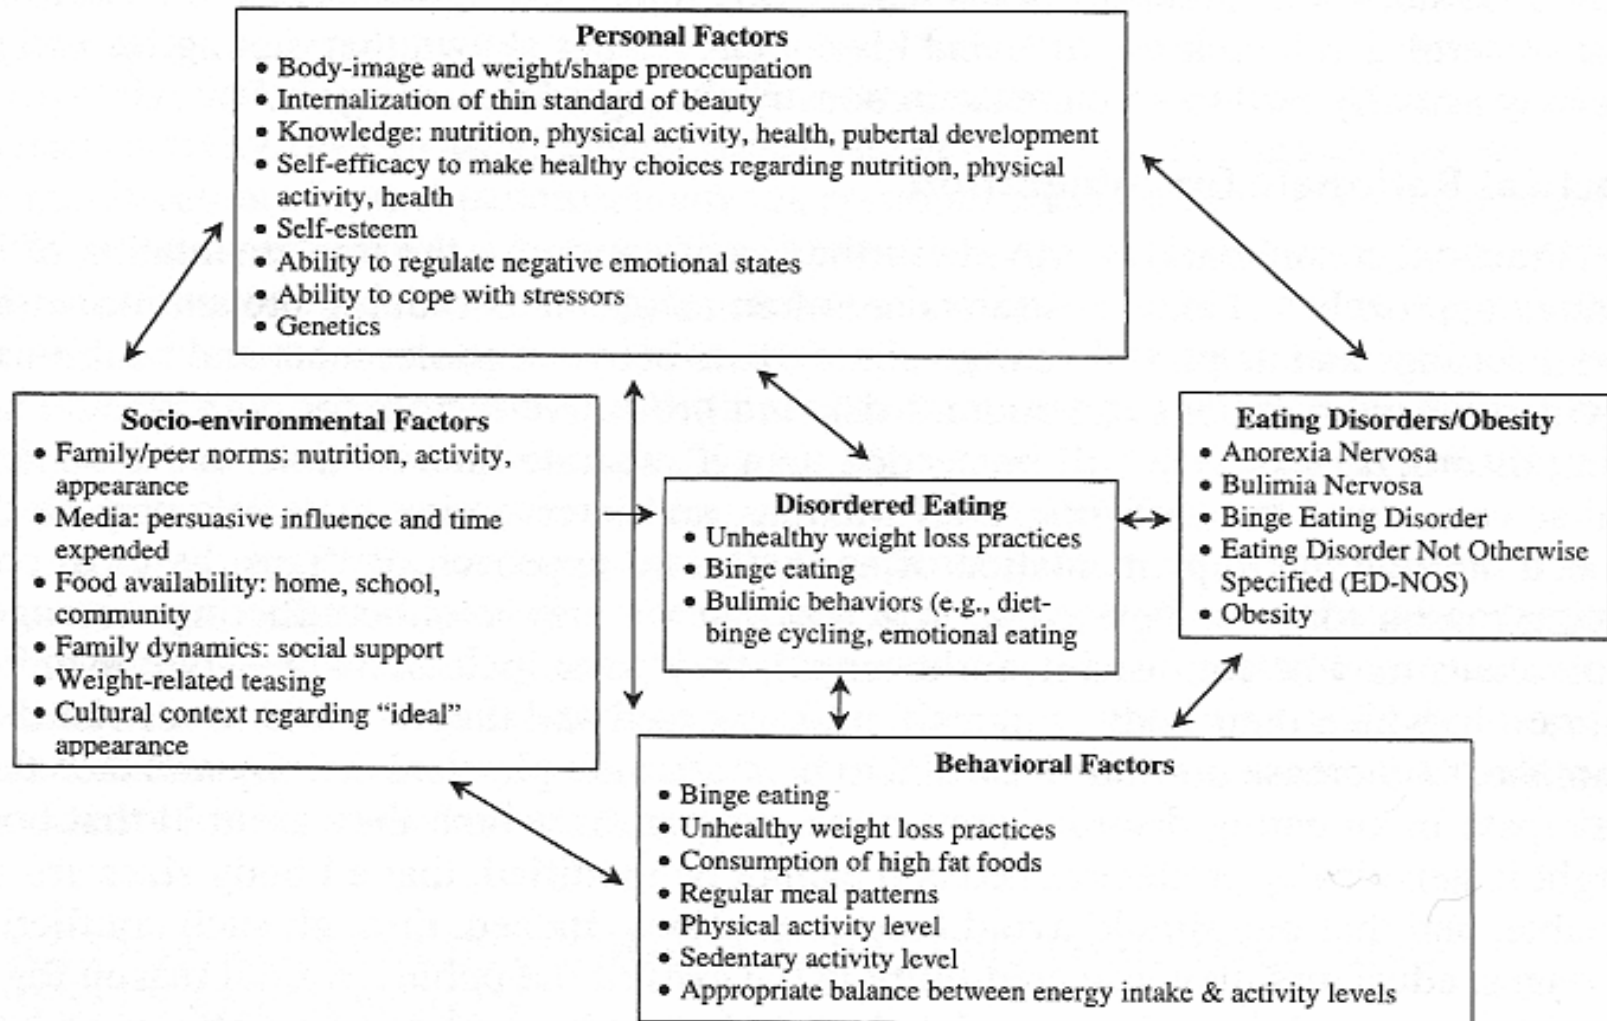 Personal Factors
• Body-image and weight/shape preoccupation
• Internalization of thin standard of beauty
• Knowledge: nutrition, physical activity, health, pubertal development
• Self-efficacy to make healthy choices regarding nutrition, physical
activity, health
• Self-esteem
• Ability to regulate negative emotional states
• Ability to cope with stressors
• Genetics
Socio-environmental Factors
• Family/peer norms: nutrition, activity,
appearance
• Media: persuasive influence and time
expended
• Food availability: home, school,
community
• Family dynamics: social support
• Weight-related teasing
• Cultural context regarding “ideal”
appearance
Disordered Eating
• Unhealthy weight loss practices
• Binge eating
• Bulimic behaviors (e.g., diet-
binge cycling, emotional eating
Eating Disorders/Obesity
• Anorexia Nervosa
• Bulimia Nervosa
• Binge Eating Disorder
• Eating Disorder Not Otherwise
Specified (ED-NOS)
• Obesity
Behavioral Factors
• Binge eating
• Unhealthy weight loss practices
• Consumption of high fat foods
• Regular meal patterns
• Physical activity level
• Sedentary activity level
• Appropriate balance between energy intake & activity levels